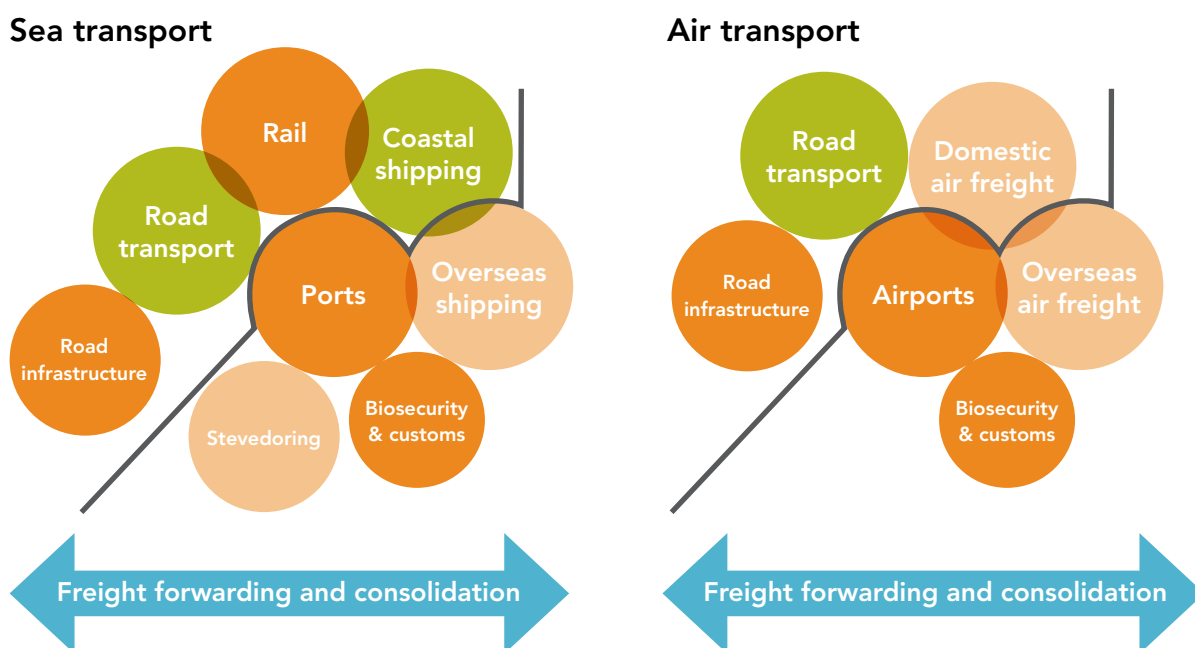 Sea transport
Rail
Coastal
shipping
Road
transport
Ports
Overseas
shipping
Road
infrastructure
Stevedoring
Biosecurity
& customs
Freight forwarding and consolidation
Air transport
Road
transport
Domestic
air freight
Road
infrastructure
Airports
Overseas
air freight
Biosecurity
& customs
Freight forwarding and consolidation